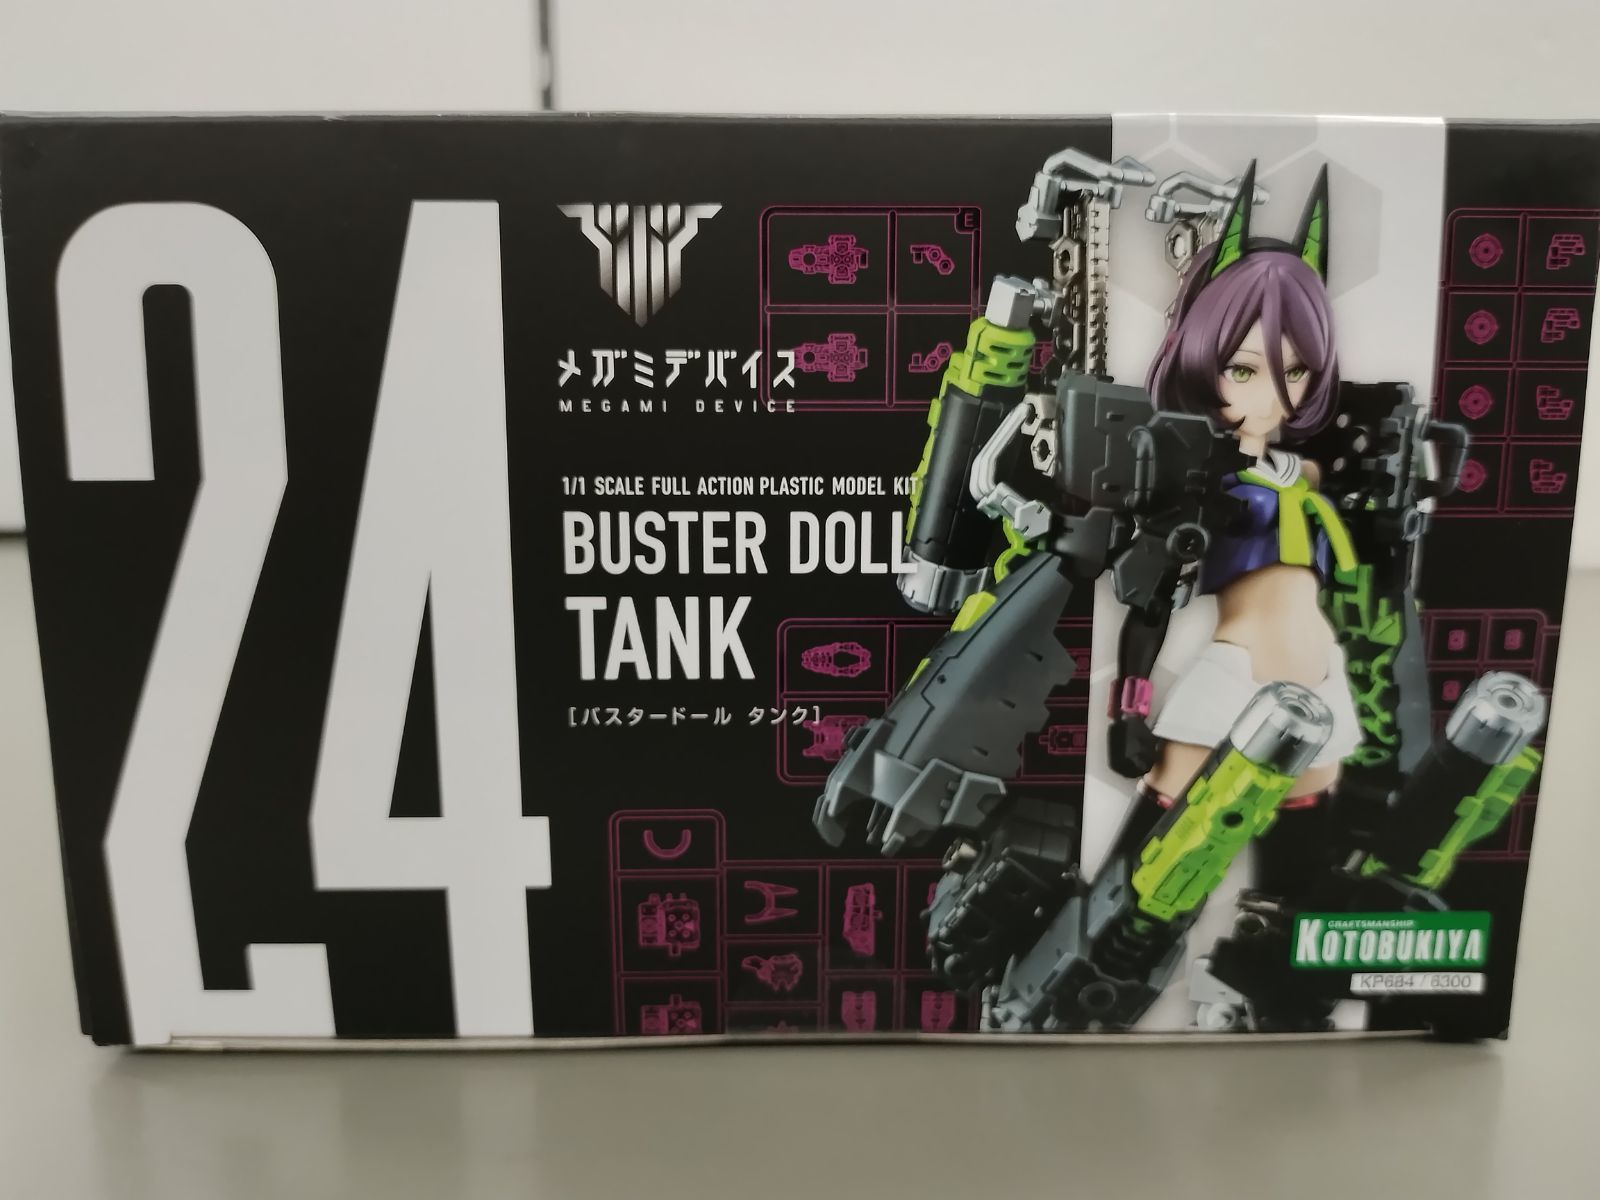 24
メガミデバイス
MEGAMI DEVICE
1/1 SCALE FULL ACTION PLASTIC MODEL KIT
BUSTER DOLL
TANK
[バスタードール タンク]
E
CRAFTSMANSHIP
KOTOBUKIYA
KP684 / 6300